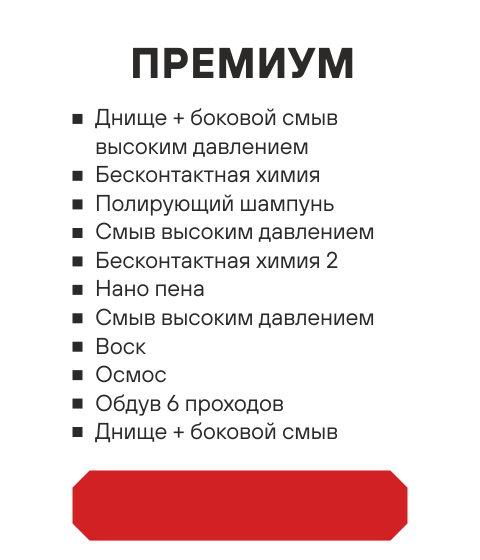 ПРЕМИУМ
Днище + боковой смыв
высоким давлением
Бесконтактная химия
Полирующий шампунь
Смыв высоким давлением
Бесконтактная химия 2
Нано пена
Смыв высоким давлением
Воск
Осмос
Обдув 6 проходов
Днище + боковой смыв